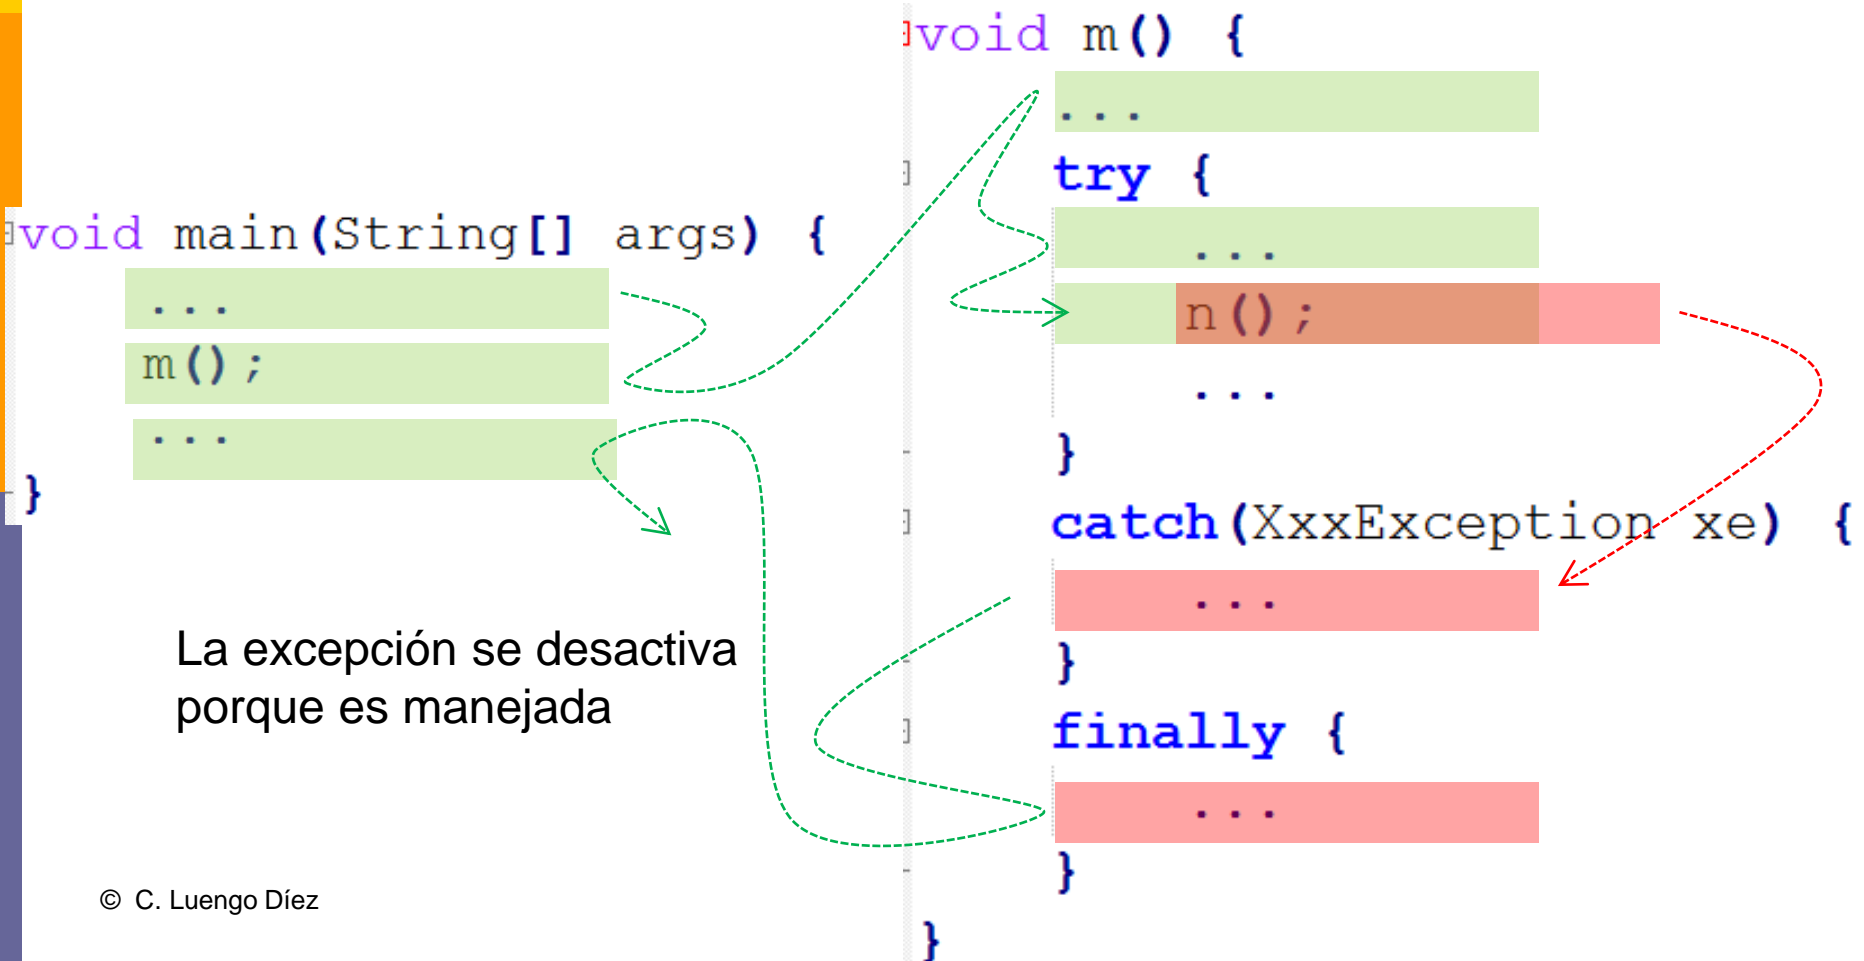 void main(String[] args) {
...
m();
...
}
La excepción se desactiva
porque es manejada
© C. Luengo Díez
void m() {
...
try {
...
n();
...
}
catch(XxxException xe) {
...
}
finally {
...
}
}